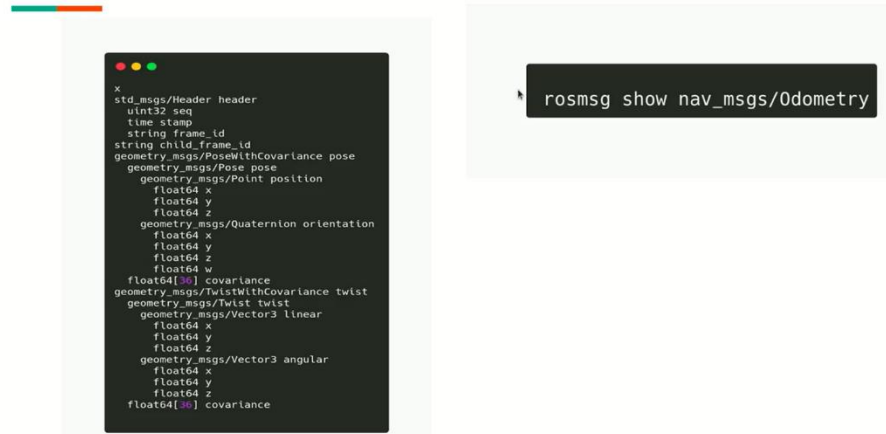 x
std_msgs/Header header
uint32 seq
time stamp
string frame_id
string child_frame_id
geometry_msgs/PoseWithCovariance pose
geometry_msgs/Pose pose
geometry_msgs/Point position
float64 x
float64 y
float64 z
geometry_msgs/Quaternion orientation
float64 x
float64 y
float64 z
float64 w
float64[36] covariance
geometry_msgs/TwistWithCovariance twist
geometry_msgs/Twist twist
geometry_msgs/Vector3 linear
float64 x
float64 y
float64 z
geometry_msgs/Vector3 angular
float64 x
float64 y
float64 z
float64[36] covariance
rosmsg show nav_msgs/Odometry